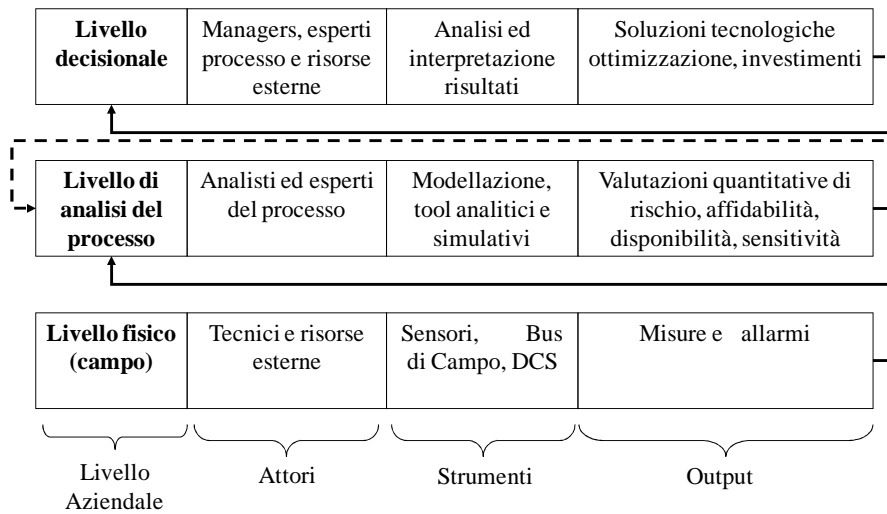 Livello
decisionale
Managers, esperti
processo e risorse
esterne
Analisi ed
interpretazione
risultati
Soluzioni tecnologiche
ottimizzazione, investimenti
Livello di
analisi del
processo
Analisti ed esperti
del processo
Modellazione,
tool analitici e
simulativi
Valutazioni quantitative di
rischio, affidabilità,
disponibilità, sensitività
Livello fisico
(campo)
Tecnici e risorse
esterne
Sensori, Bus
di Campo, DCS
Misure e allarmi
Livello
Aziendale
Attori
Strumenti
Output